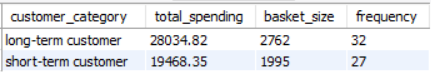 customer_category total_spending basket_size frequency
long-term customer 28034.82 2762 32
short-term customer 19468.35 1995 27